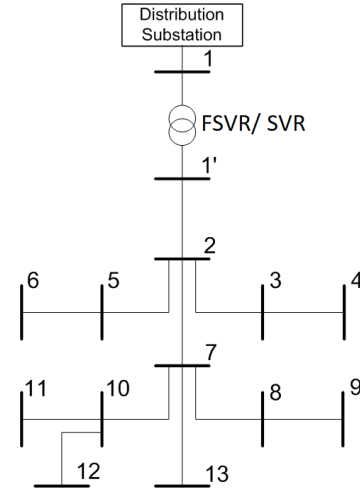 Distribution
Substation
1
FSVR/ SVR
1'
2
6 5 3 4
7
11 10 8 9
12 13